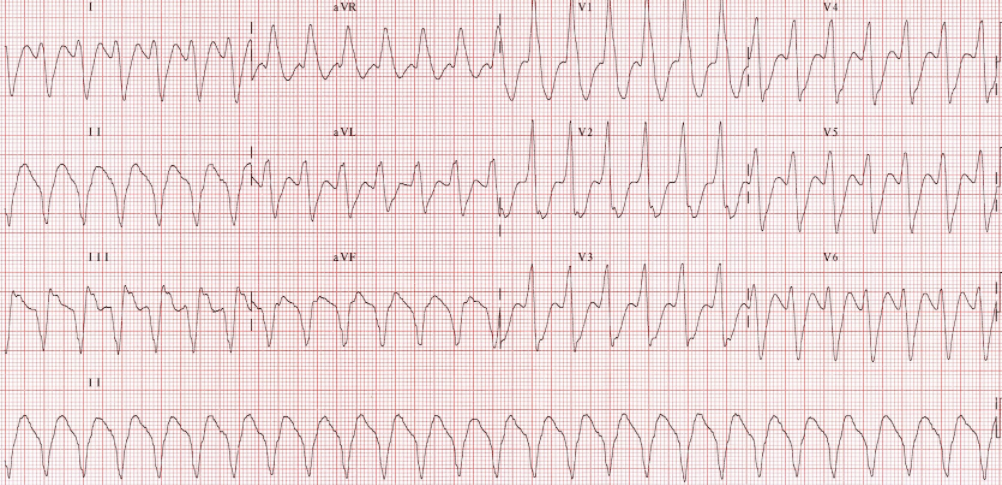 I aVR V1 V4
II aVL V2 V5
III aVF V3 V6
II